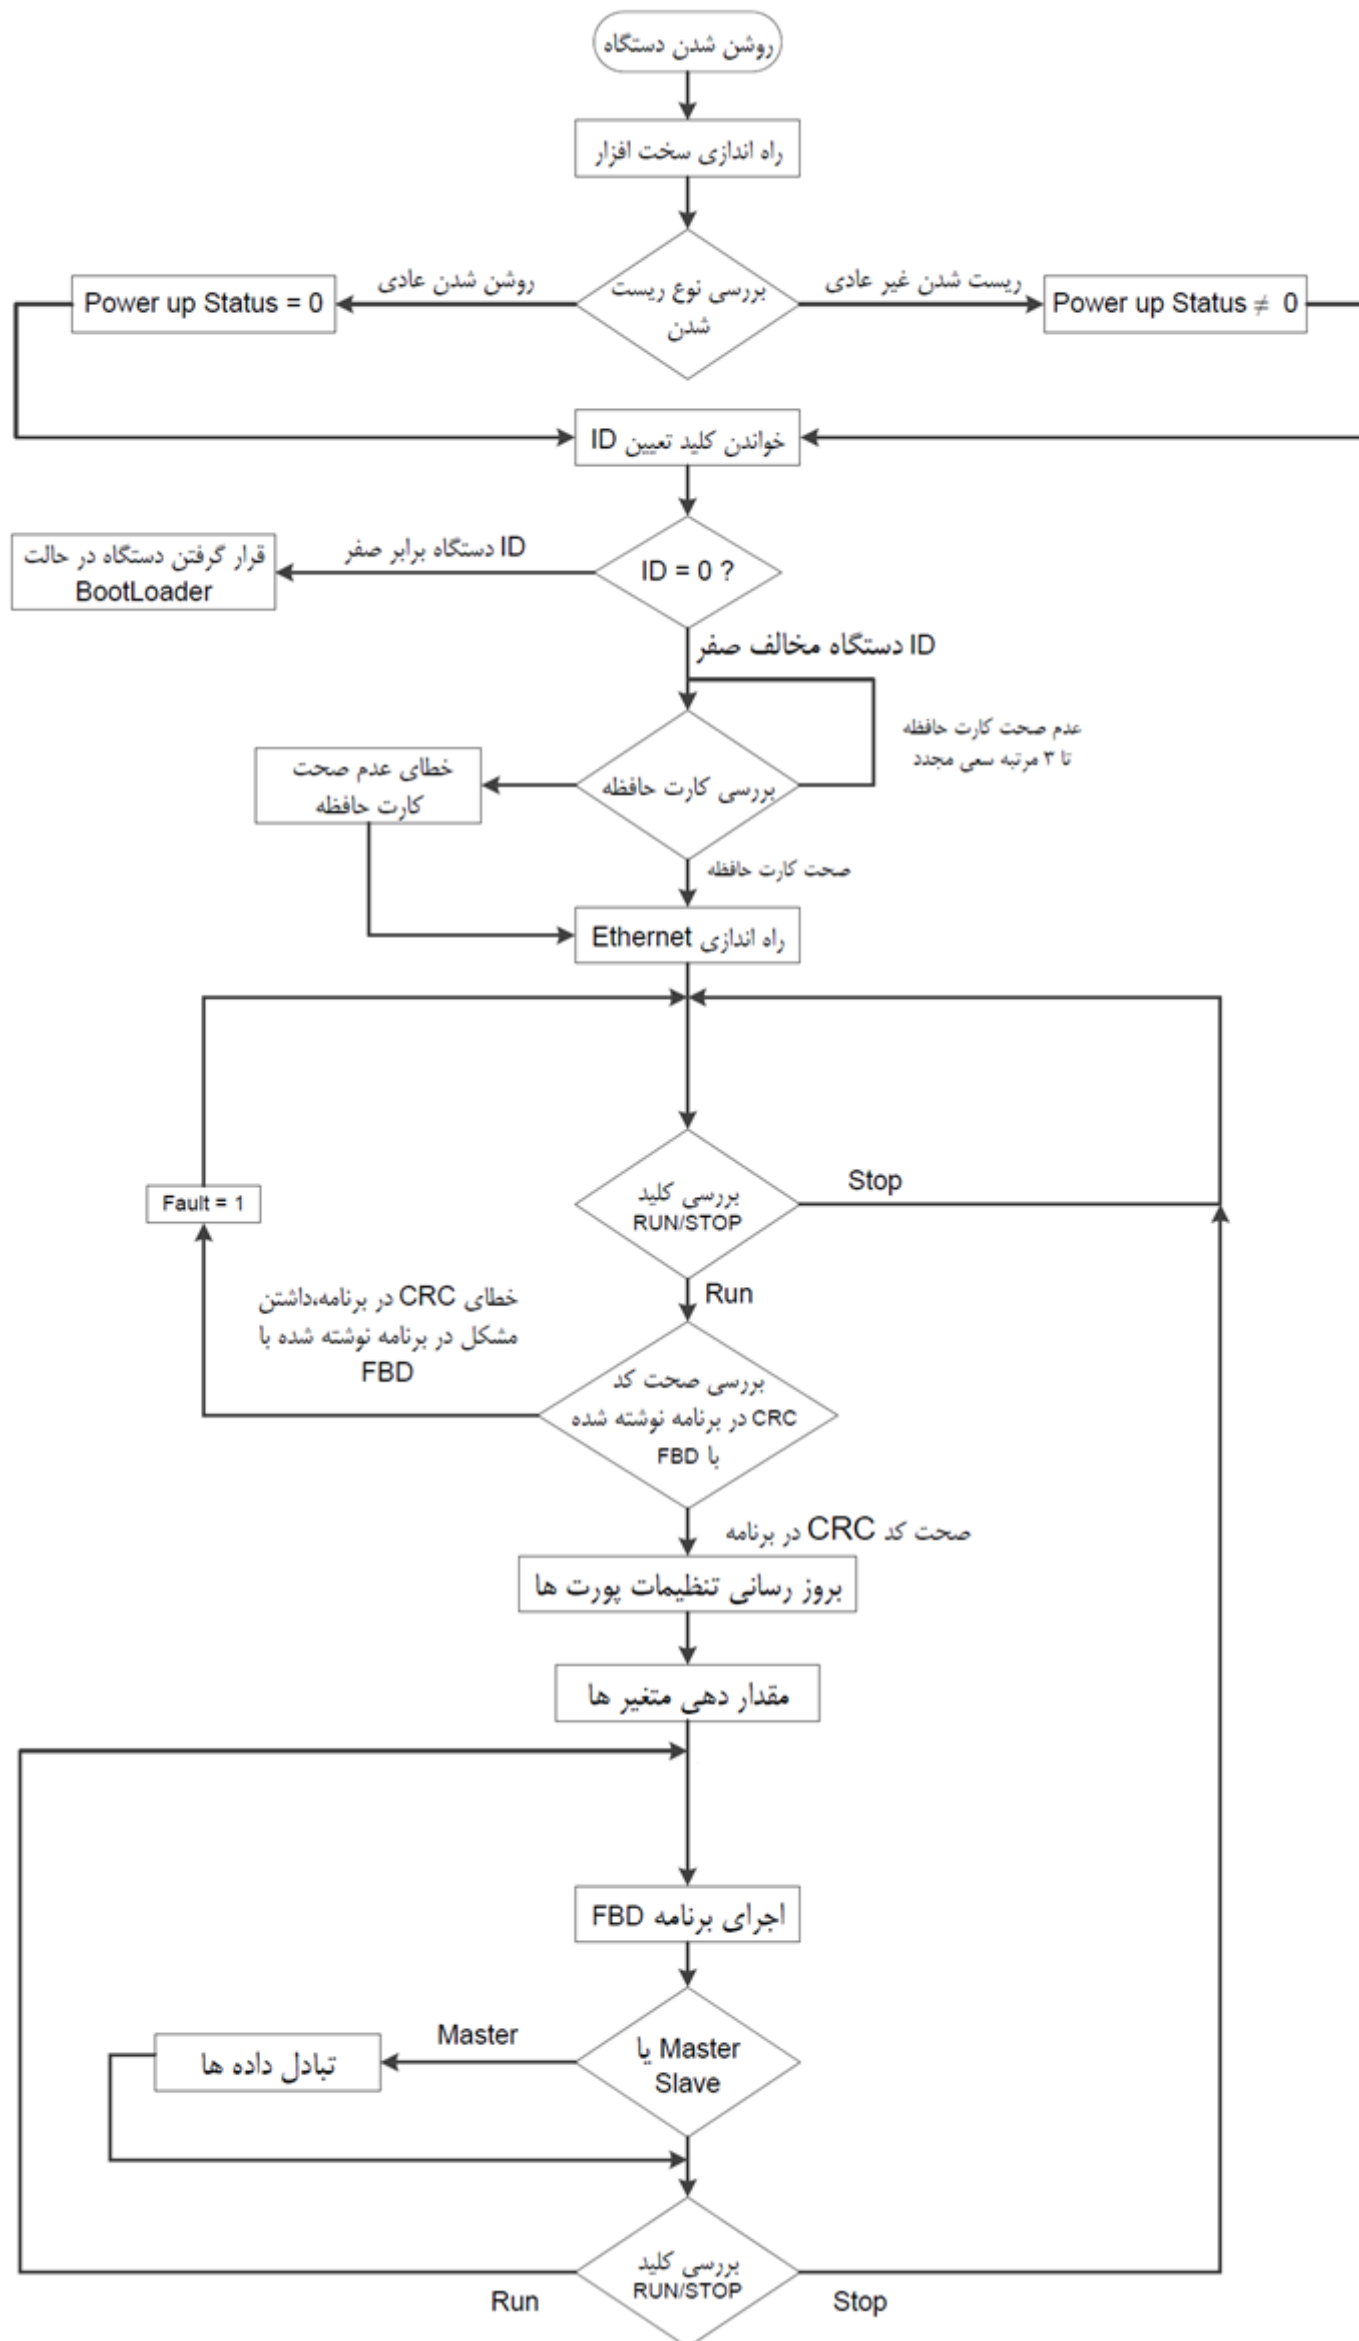 روشن شدن دستگاه
راه اندازی سخت افزار
روشن شدن عادی
بررسی نوع ریست
شدن
ریست شدن غیر عادی
Power up Status = 0
Power up Status ≠ 0
خواندن کلید تعیین ID
قرار گرفتن دستگاه در حالت
BootLoader
ID دستگاه برابر صفر
ID = 0 ?
ID دستگاه مخالف صفر
عدم صحت کارت حافظه
تا ۳ مرتبه سعی مجدد
خطای عدم صحت
کارت حافظه
بررسی کارت حافظه
صحت کارت حافظه
راه اندازی Ethernet
Fault = 1
بررسی کلید
RUN/STOP
Stop
Run
خطای CRC در برنامه،داشتن
مشکل در برنامه نوشته شده با
FBD
بررسی صحت کد
CRC در برنامه نوشته شده
با FBD
صحت کد CRC در برنامه
بروز رسانی تنظیمات پورت ها
مقدار دهی متغیر ها
اجرای برنامه FBD
Master
تبادل داده ها
Master یا
Slave
بررسی کلید
RUN/STOP
Run
Stop